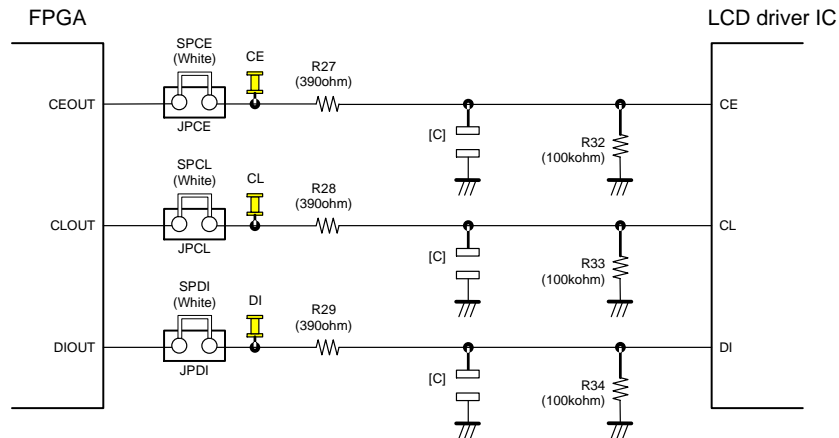 FPGA
LCD driver IC
SPCE
(White)
CE
R27
(390ohm)
CEOUT
JPCE
[C]
R32
(100kohm)
CE
SPCL
(White)
CL
R28
(390ohm)
CLOUT
JPCL
[C]
R33
(100kohm)
CL
SPDI
(White)
DI
R29
(390ohm)
DIOUT
JPDI
[C]
R34
(100kohm)
DI